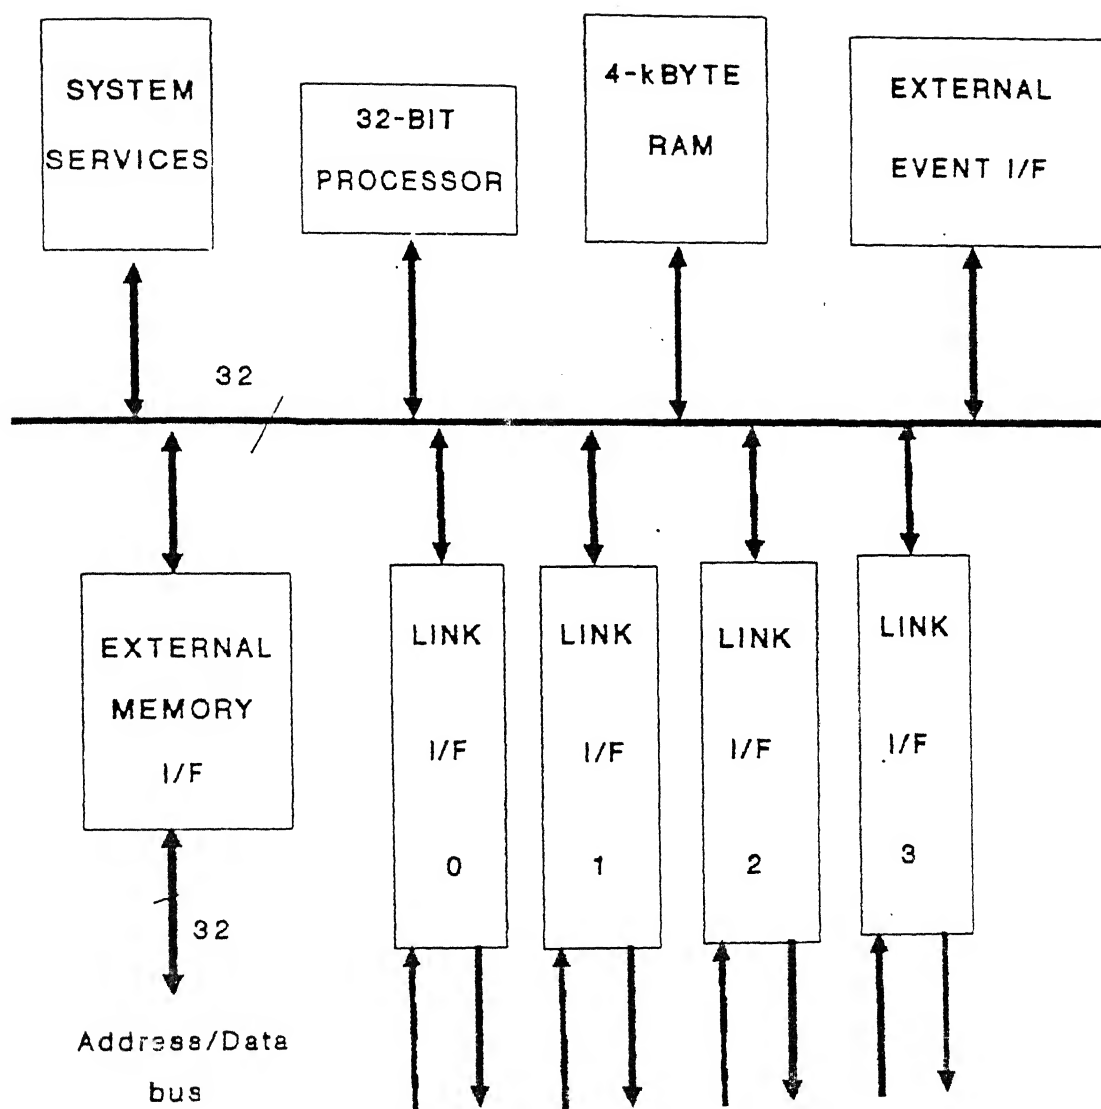 SYSTEM
SERVICES
32-BIT
PROCESSOR
4-kBYTE
RAM
EXTERNAL
EVENT I/F
32
EXTERNAL
MEMORY
I/F
LINK
I/F
0
LINK
I/F
1
LINK
I/F
2
LINK
I/F
3
32
Address/Data
bus